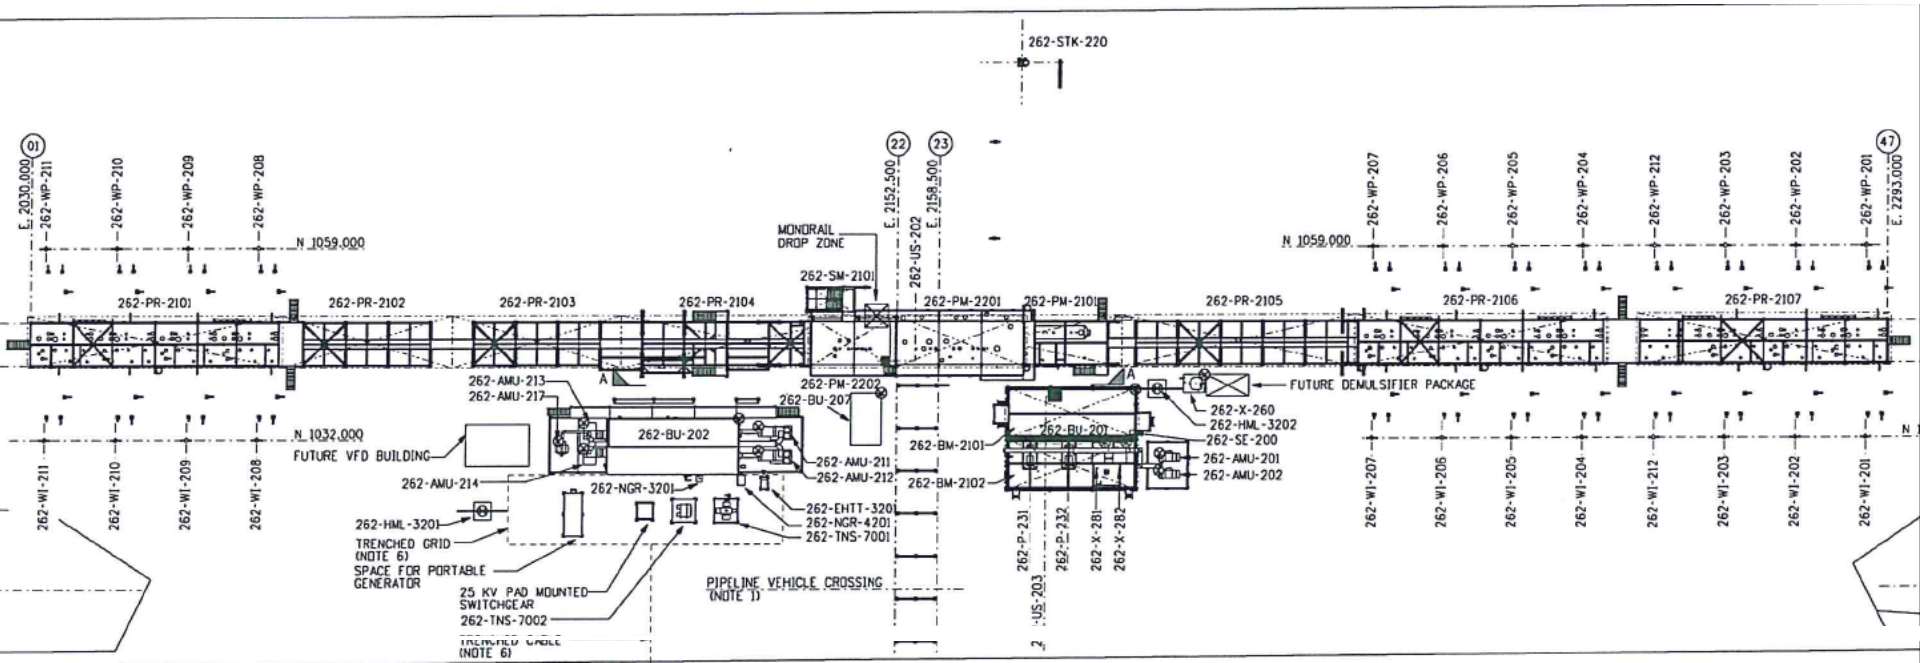 262-STK-220
01
22
23
47
E. 2030.000
262-WP-211
262-WP-210
262-WP-209
262-WP-208
E. 2152.500
262-US-202
E. 2158.500
262-WP-207
262-WP-206
262-WP-205
262-WP-204
262-WP-212
262-WP-203
262-WP-202
262-WP-201
E. 2293.000
N 1059.000
MONORAIL
DROP ZONE
N 1059.000
262-SM-2101
262-PR-2101
262-PR-2102
262-PR-2103
262-PR-2104
262-PM-2201
262-PM-2101
262-PR-2105
262-PR-2106
262-PR-2107
A
A
262-AMU-213
262-AMU-217
262-PM-2202
262-BU-207
FUTURE DEMULSIFIER PACKAGE
262-X-260
262-HML-3202
262-SE-200
N 1032.000
FUTURE VFD BUILDING
262-BU-202
262-BU-201
262-BM-2101
262-AMU-211
262-AMU-212
262-AMU-201
262-AMU-202
262-AMU-214
262-NGR-3201
262-BM-2102
262-WI-211
262-WI-210
262-WI-209
262-WI-208
262-WI-207
262-WI-206
262-WI-205
262-WI-204
262-WI-212
262-WI-203
262-WI-202
262-WI-201
262-HML-3201
262-EHTT-3201
262-NGR-4201
262-TNS-7001
262-P-231
262-P-232
262-X-281
262-X-282
TRENCHED GRID
(NOTE 6)
SPACE FOR PORTABLE
GENERATOR
25 KV PAD MOUNTED
SWITCHGEAR
262-TNS-7002
PIPELINE VEHICLE CROSSING
(NOTE 1)
-US-203
TRENCHED CABLE
(NOTE 6)